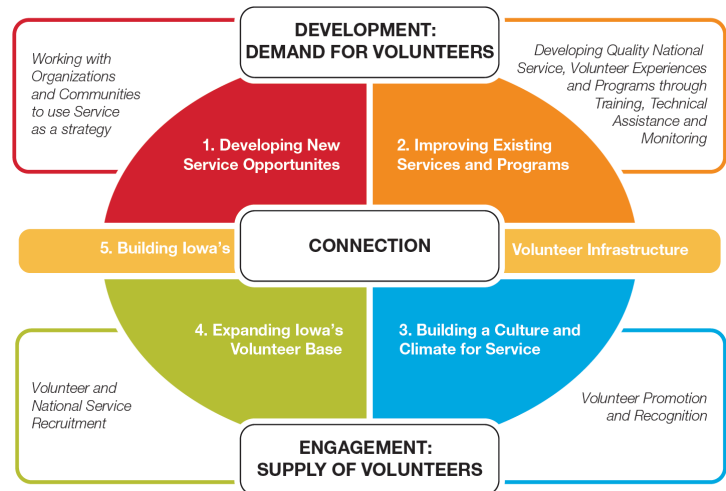 DEVELOPMENT:
DEMAND FOR VOLUNTEERS
Working with
Organizations
and Communities
to use Service
as a strategy
Developing Quality National
Service, Volunteer Experiences
and Programs through
Training, Technical
Assistance and
Monitoring
1. Developing New
Service Opportunites
2. Improving Existing
Services and Programs
5. Building Iowa's
CONNECTION
Volunteer Infrastructure
4. Expanding Iowa's
Volunteer Base
3. Building a Culture and
Climate for Service
Volunteer and
National Service
Recruitment
Volunteer Promotion
and Recognition
ENGAGEMENT:
SUPPLY OF VOLUNTEERS